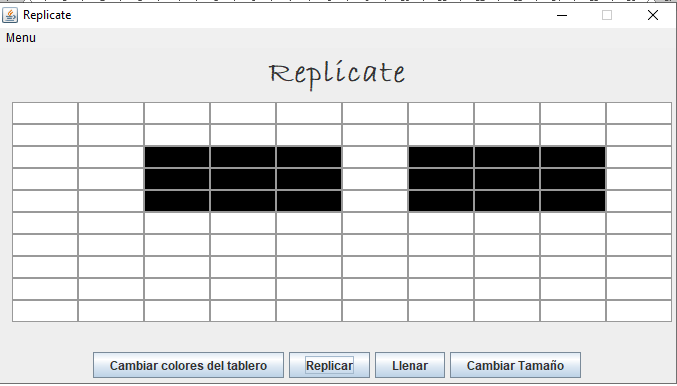 Replicate
Menu
Replicate
Cambiar colores del tablero Replicar Llenar Cambiar Tamaño